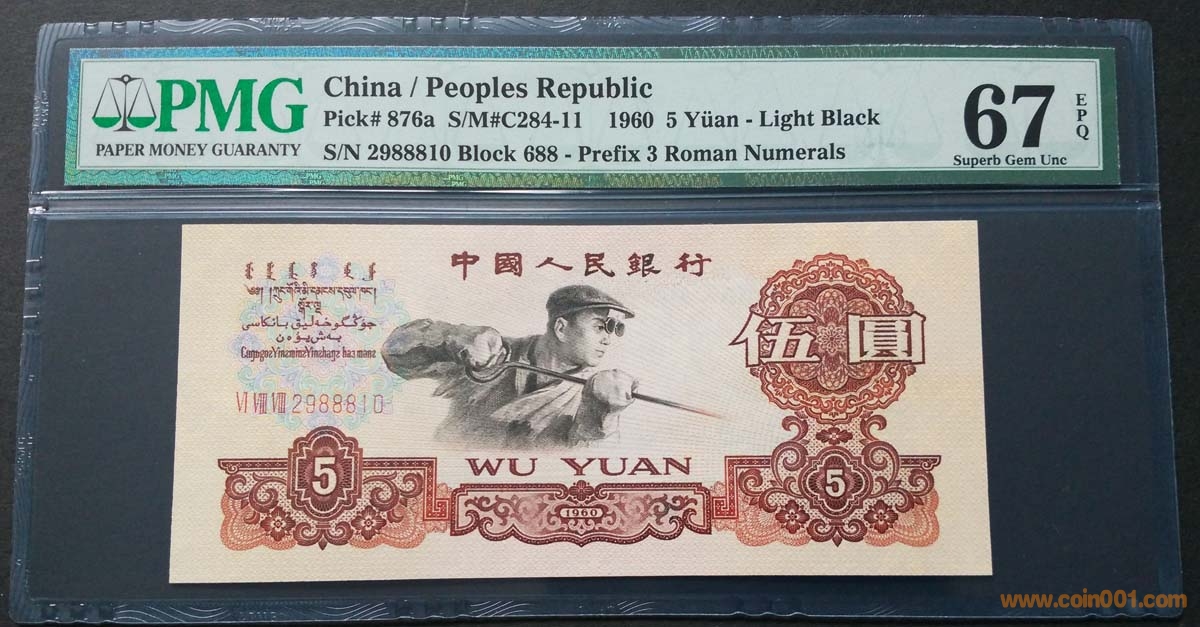 PMG
PAPER MONEY GUARANTY
China / Peoples Republic
Pick# 876a S/M#C284-11 1960 5 Yüan - Light Black
S/N 2988810 Block 688 - Prefix 3 Roman Numerals
67
EPQ
Superb Gem Unc
中國人民銀行
伍圓
VI VIII VIII 2988810
5
WU YUAN
5
1960
www.coin001.com